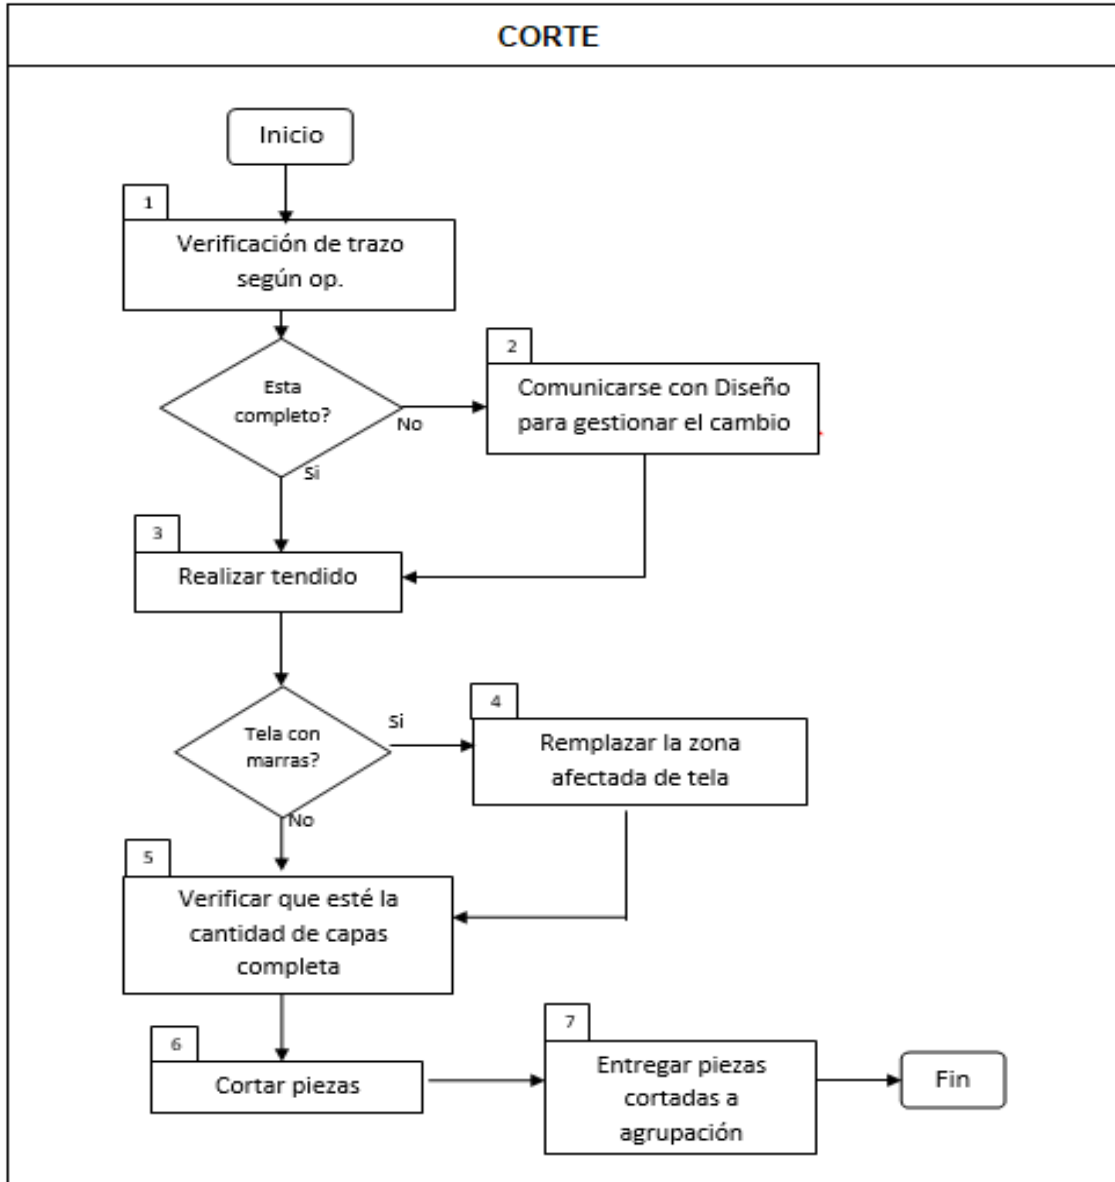 CORTE
Inicio
1
Verificación de trazo
según op.
Esta
completo?
No
Si
2
Comunicarse con Diseño
para gestionar el cambio
3
Realizar tendido
Tela con
marras?
Si
No
4
Remplazar la zona
afectada de tela
5
Verificar que esté la
cantidad de capas
completa
6
Cortar piezas
7
Entregar piezas
cortadas a
agrupación
Fin